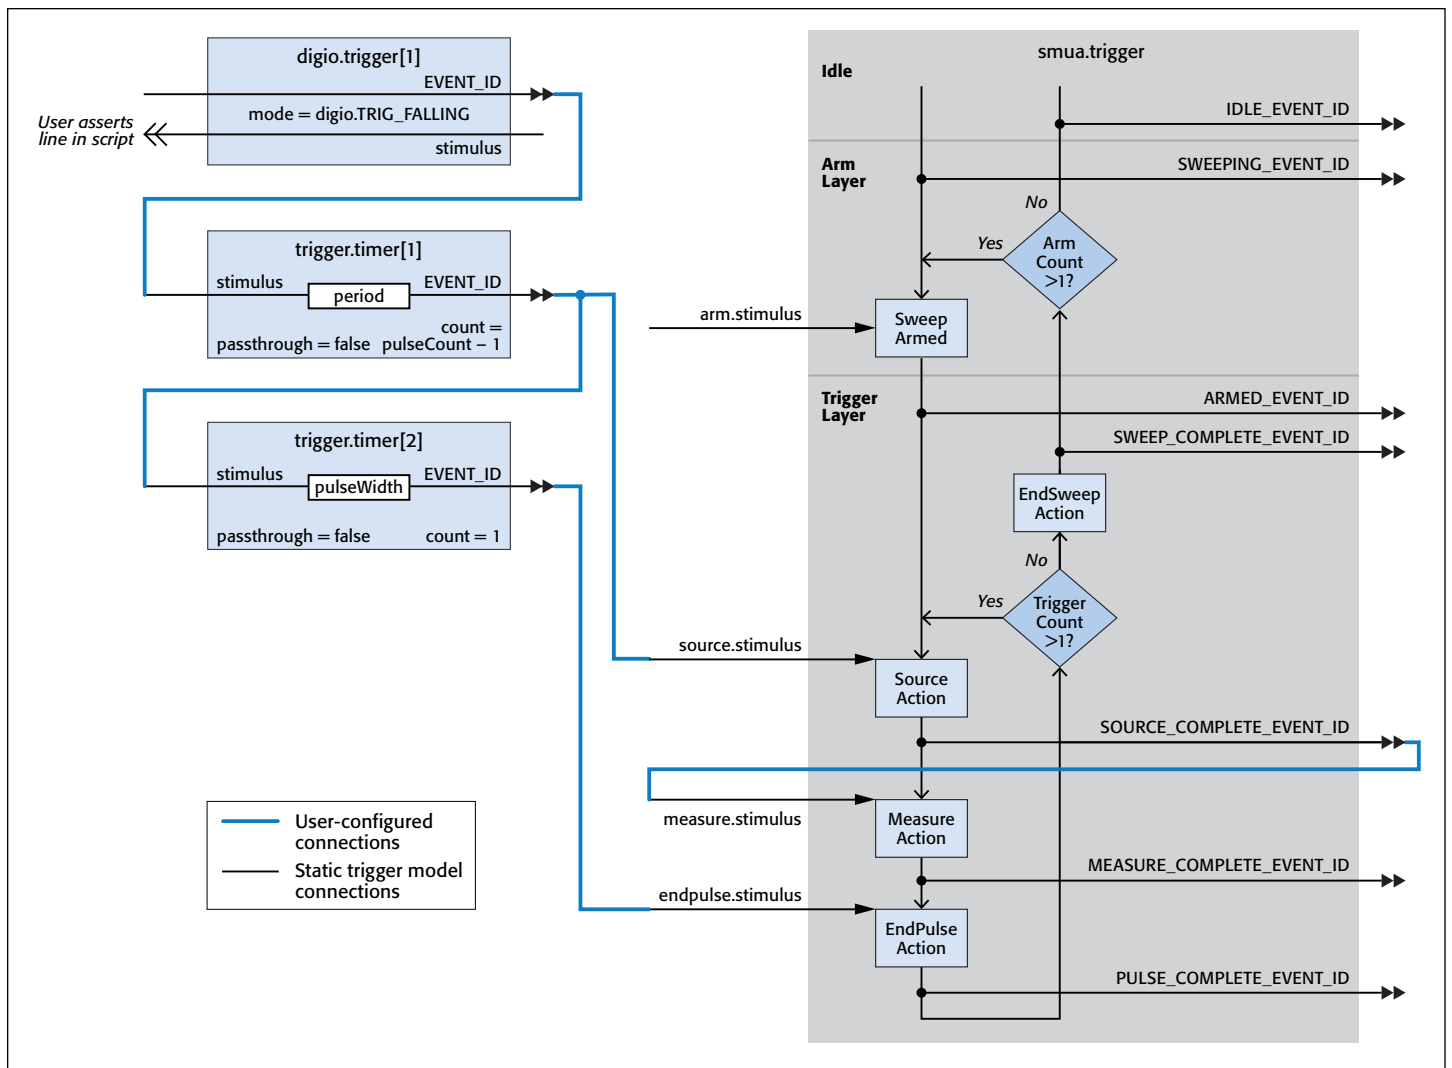 digio.trigger[1]
EVENT_ID
mode = digio.TRIG_FALLING
stimulus
User asserts
line in script
trigger.timer[1]
stimulus
period
EVENT_ID
count =
passthrough = false pulseCount – 1
trigger.timer[2]
stimulus
pulseWidth
EVENT_ID
passthrough = false count = 1
User-configured
connections
Static trigger model
connections
smua.trigger
Idle
IDLE_EVENT_ID
Arm
Layer
SWEEPING_EVENT_ID
No
Yes
Arm
Count
>1?
arm.stimulus
Sweep
Armed
Trigger
Layer
ARMED_EVENT_ID
SWEEP_COMPLETE_EVENT_ID
EndSweep
Action
No
Yes
Trigger
Count
>1?
source.stimulus
Source
Action
SOURCE_COMPLETE_EVENT_ID
measure.stimulus
Measure
Action
MEASURE_COMPLETE_EVENT_ID
endpulse.stimulus
EndPulse
Action
PULSE_COMPLETE_EVENT_ID